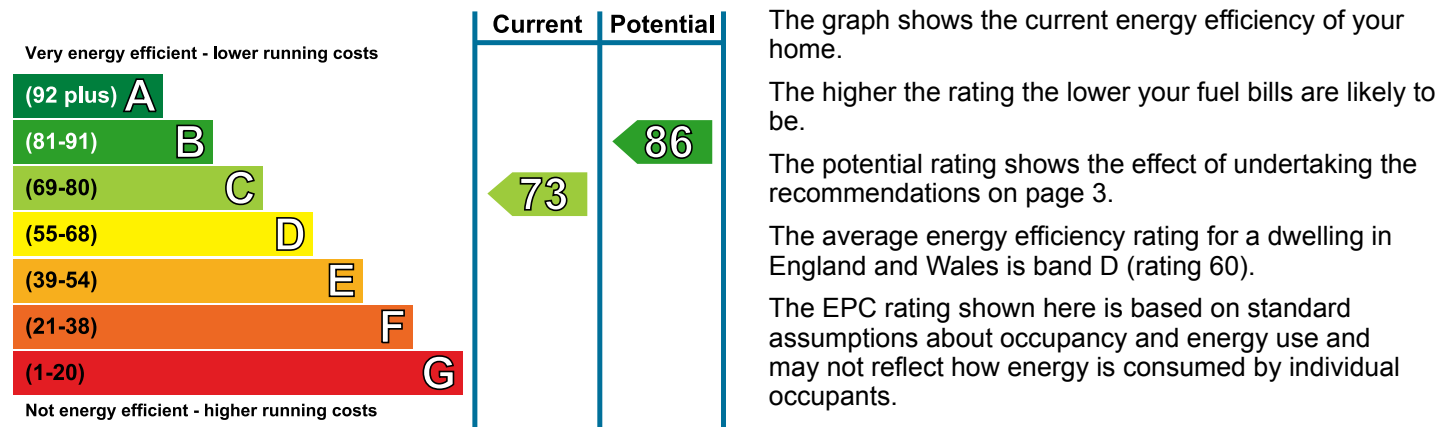 Current Potential
Very energy efficient - lower running costs
(92 plus) A
(81-91) B
86
(69-80) C
73
(55-68) D
(39-54) E
(21-38) F
(1-20) G
Not energy efficient - higher running costs
The graph shows the current energy efficiency of your
home.
The higher the rating the lower your fuel bills are likely to
be.
The potential rating shows the effect of undertaking the
recommendations on page 3.
The average energy efficiency rating for a dwelling in
England and Wales is band D (rating 60).
The EPC rating shown here is based on standard
assumptions about occupancy and energy use and
may not reflect how energy is consumed by individual
occupants.